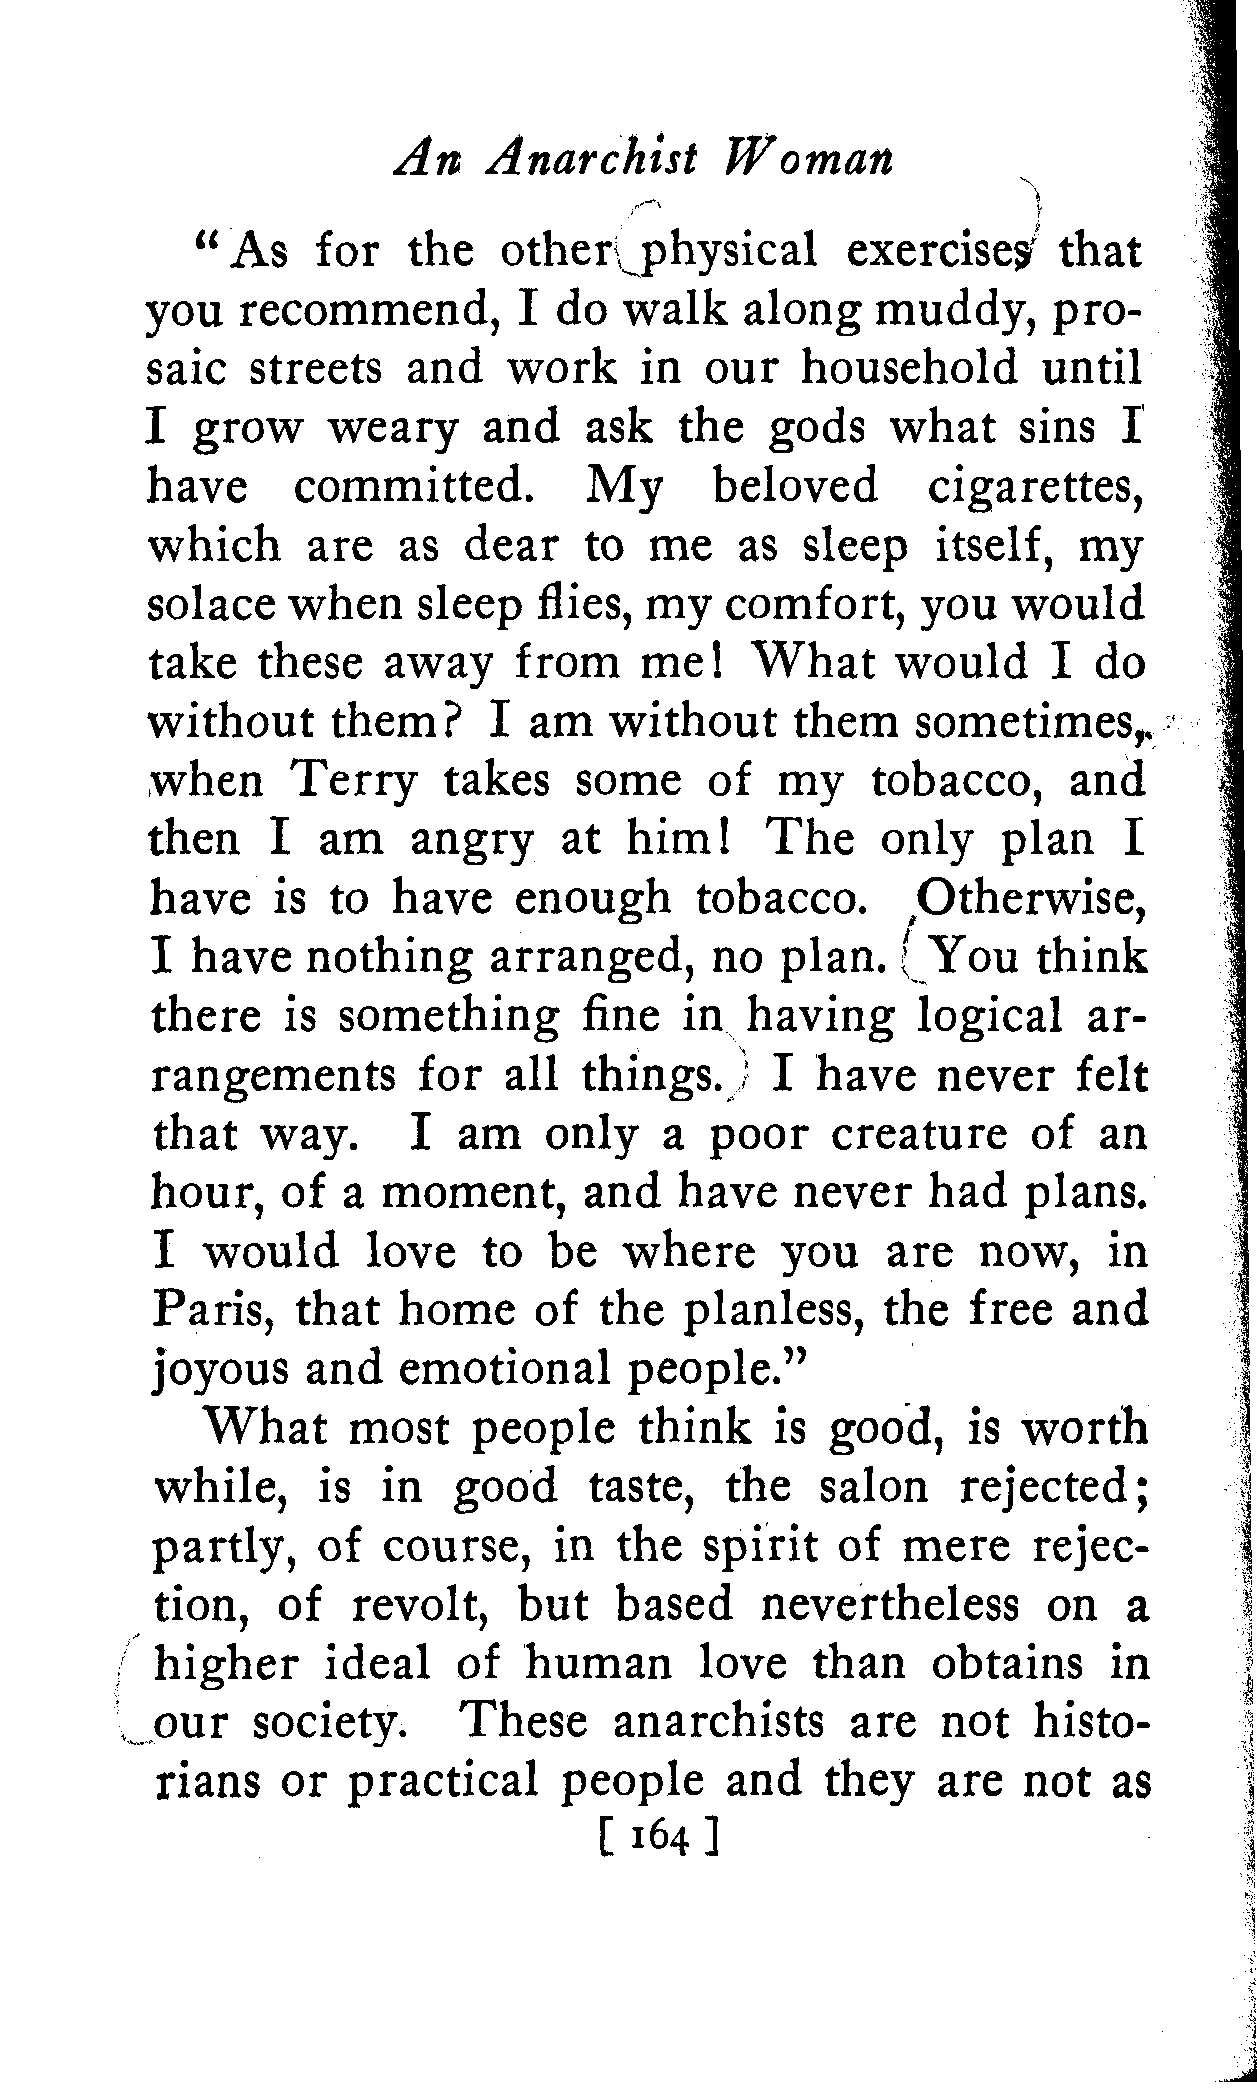 An Anarchist Woman
"As for the other physical exercises that
you recommend, I do walk along muddy, pro-
saic streets and work in our household until
I grow weary and ask the gods what sins I
have committed. My beloved cigarettes,
which are as dear to me as sleep itself, my
solace when sleep flies, my comfort, you would
take these away from me! What would I do
without them? I am without them sometimes,
when Terry takes some of my tobacco, and
then I am angry at him! The only plan I
have is to have enough tobacco. Otherwise,
I have nothing arranged, no plan. You think
there is something fine in having logical ar-
rangements for all things. I have never felt
that way. I am only a poor creature of an
hour, of a moment, and have never had plans.
I would love to be where you are now, in
Paris, that home of the planless, the free and
joyous and emotional people."
What most people think is good, is worth
while, is in good taste, the salon rejected;
partly, of course, in the spirit of mere rejec-
tion, of revolt, but based nevertheless on a
higher ideal of human love than obtains in
our society. These anarchists are not histo-
rians or practical people and they are not as
[ 164 ]